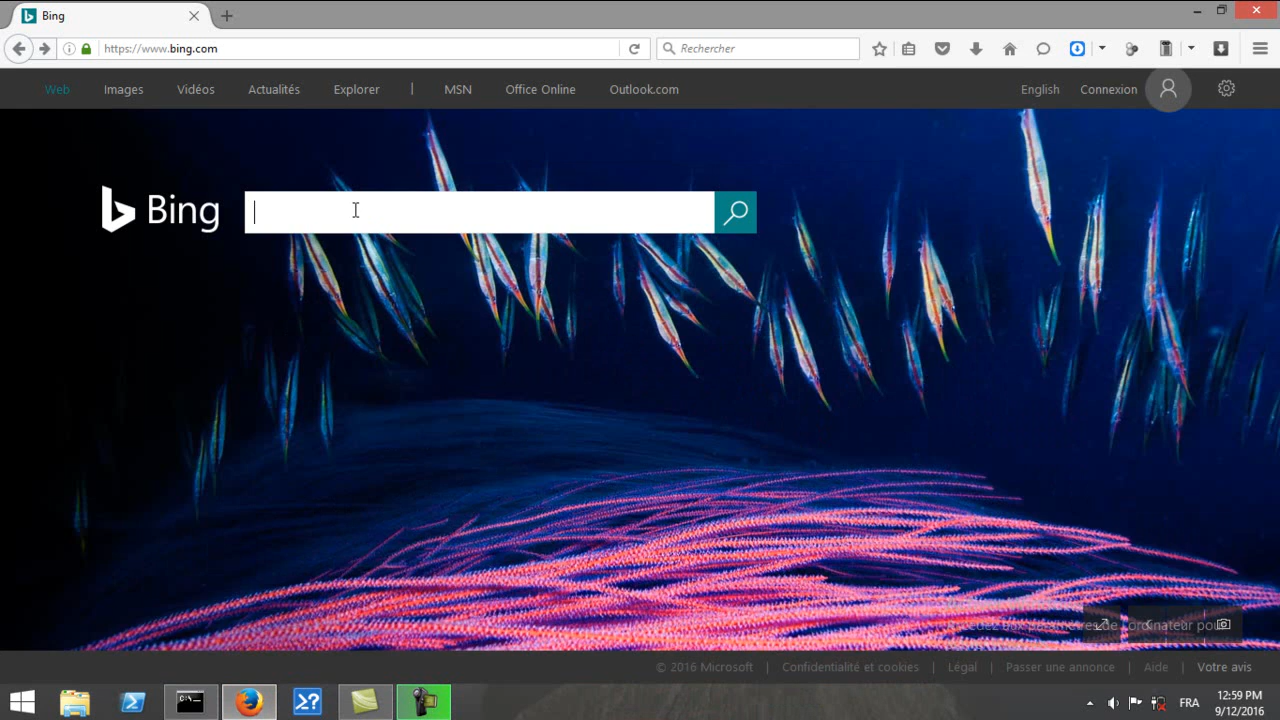 Bing
https://www.bing.com
Rechercher
Web Images Vidéos Actualités Explorer | MSN Office Online Outlook.com English Connexion
Bing
© 2016 Microsoft | Confidentialité et cookies | Légal | Passer une annonce | Aide | Votre avis
C:\_
FRA
12:59 PM
9/12/2016